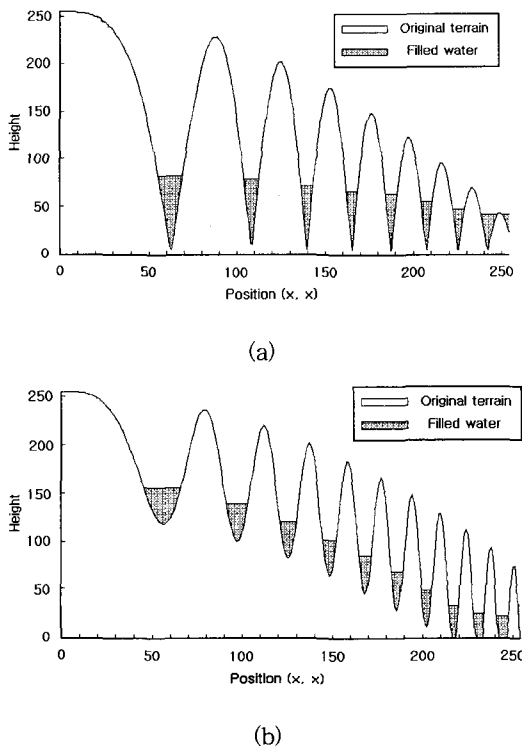 Original terrain
Filled water
250
200
150
100
50
0
Height
0 50 100 150 200 250
Position (x, x)
(a)
Original terrain
Filled water
250
200
150
100
50
0
Height
0 50 100 150 200 250
Position (x, x)
(b)